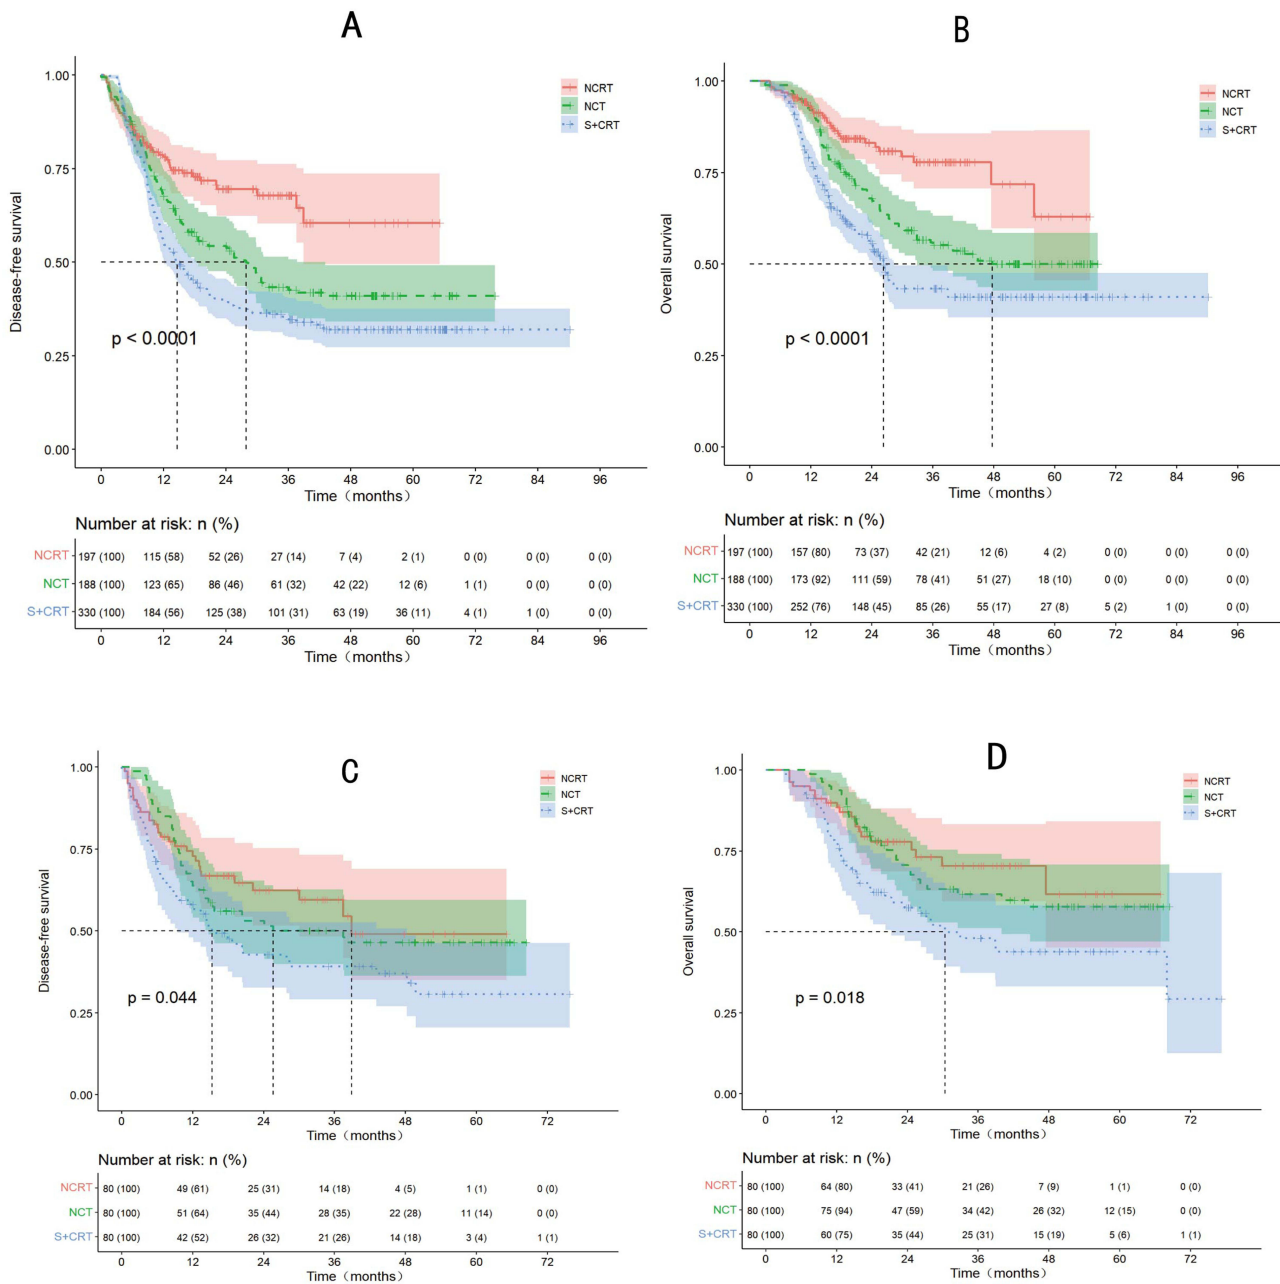 A
1.00
0.75
0.50
0.25
0.00
Disease-free survival
NCRT
NCT
S+CRT
p < 0.0001
0 12 24 36 48 60 72 84 96
Time（months）
Number at risk: n (%)
NCRT 197 (100) 115 (58) 52 (26) 27 (14) 7 (4) 2 (1) 0 (0) 0 (0) 0 (0)
NCT 188 (100) 123 (65) 86 (46) 61 (32) 42 (22) 12 (6) 1 (1) 0 (0) 0 (0)
S+CRT 330 (100) 184 (56) 125 (38) 101 (31) 63 (19) 36 (11) 4 (1) 1 (0) 0 (0)
0 12 24 36 48 60 72 84 96
Time（months）
B
1.00
0.75
0.50
0.25
0.00
Overall survival
NCRT
NCT
S+CRT
p < 0.0001
0 12 24 36 48 60 72 84 96
Time（months）
Number at risk: n (%)
NCRT 197 (100) 157 (80) 73 (37) 42 (21) 12 (6) 4 (2) 0 (0) 0 (0) 0 (0)
NCT 188 (100) 173 (92) 111 (59) 78 (41) 51 (27) 18 (10) 0 (0) 0 (0) 0 (0)
S+CRT 330 (100) 252 (76) 148 (45) 85 (26) 55 (17) 27 (8) 5 (2) 1 (0) 0 (0)
0 12 24 36 48 60 72 84 96
Time（months）
C
1.00
0.75
0.50
0.25
0.00
Disease-free survival
NCRT
NCT
S+CRT
p = 0.044
0 12 24 36 48 60 72
Time（months）
Number at risk: n (%)
NCRT 80 (100) 49 (61) 25 (31) 14 (18) 4 (5) 1 (1) 0 (0)
NCT 80 (100) 51 (64) 35 (44) 28 (35) 22 (28) 11 (14) 0 (0)
S+CRT 80 (100) 42 (52) 26 (32) 21 (26) 14 (18) 3 (4) 1 (1)
0 12 24 36 48 60 72
Time（months）
D
1.00
0.75
0.50
0.25
0.00
Overall survival
NCRT
NCT
S+CRT
p = 0.018
0 12 24 36 48 60 72
Time（months）
Number at risk: n (%)
NCRT 80 (100) 64 (80) 33 (41) 21 (26) 7 (9) 1 (1) 0 (0)
NCT 80 (100) 75 (94) 47 (59) 34 (42) 26 (32) 12 (15) 0 (0)
S+CRT 80 (100) 60 (75) 35 (44) 25 (31) 15 (19) 5 (6) 1 (1)
0 12 24 36 48 60 72
Time（months）